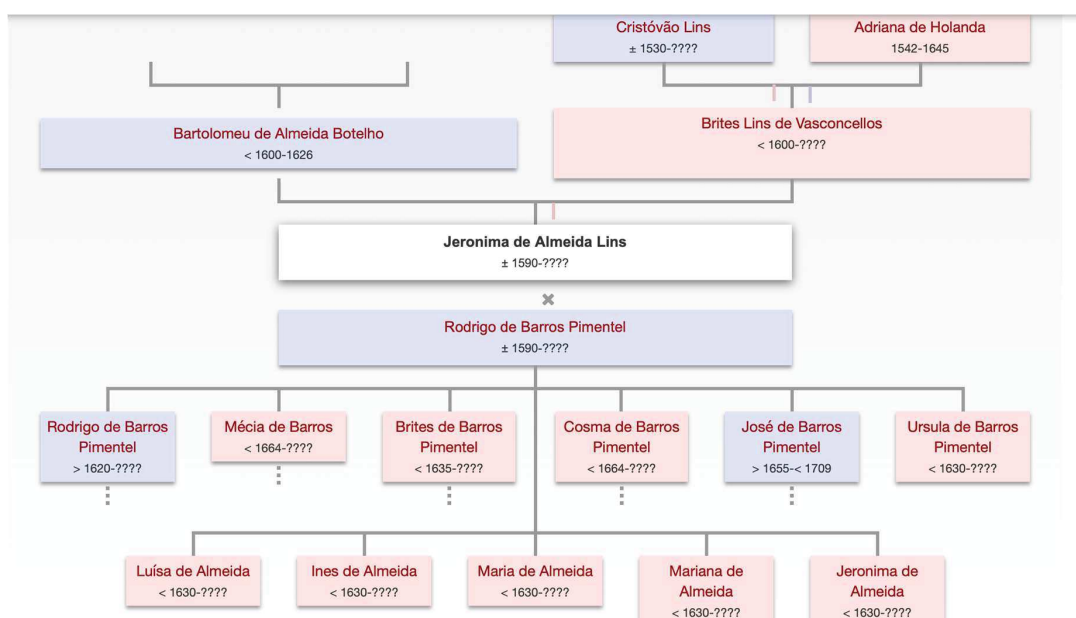 Cristóvão Lins
± 1530-????
Adriana de Holanda
1542-1645
Bartolomeu de Almeida Botelho
< 1600-1626
Brites Lins de Vasconcellos
< 1600-????
Jeronima de Almeida Lins
± 1590-????
Rodrigo de Barros Pimentel
± 1590-????
Rodrigo de Barros
Pimentel
> 1620-????
Mécia de Barros
< 1664-????
Brites de Barros
Pimentel
< 1635-????
Cosma de Barros
Pimentel
< 1664-????
José de Barros
Pimentel
> 1655-< 1709
Ursula de Barros
Pimentel
< 1630-????
Luísa de Almeida
< 1630-????
Ines de Almeida
< 1630-????
Maria de Almeida
< 1630-????
Mariana de
Almeida
< 1630-????
Jeronima de
Almeida
< 1630-????